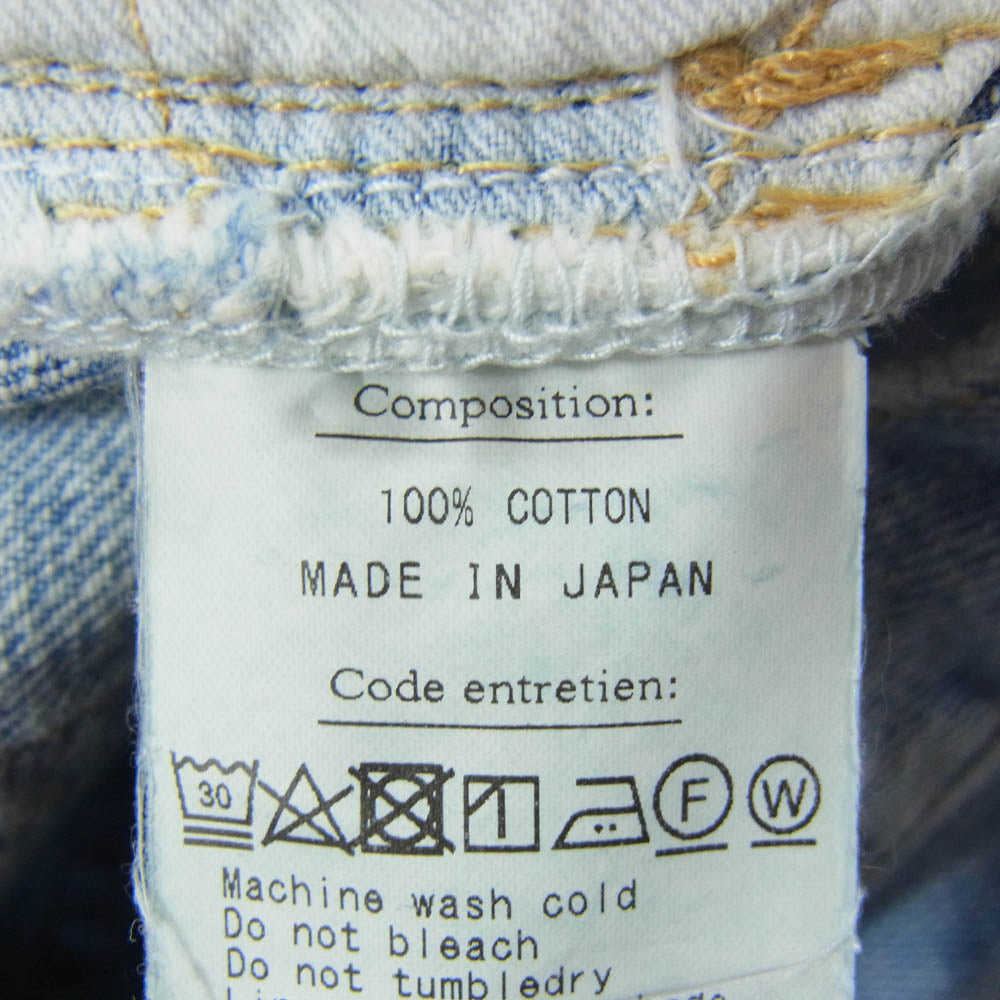 Composition:
100% COTTON
MADE IN JAPAN
Code entretien:
30 F W
Machine wash cold
Do not bleach
Do not tumbledry